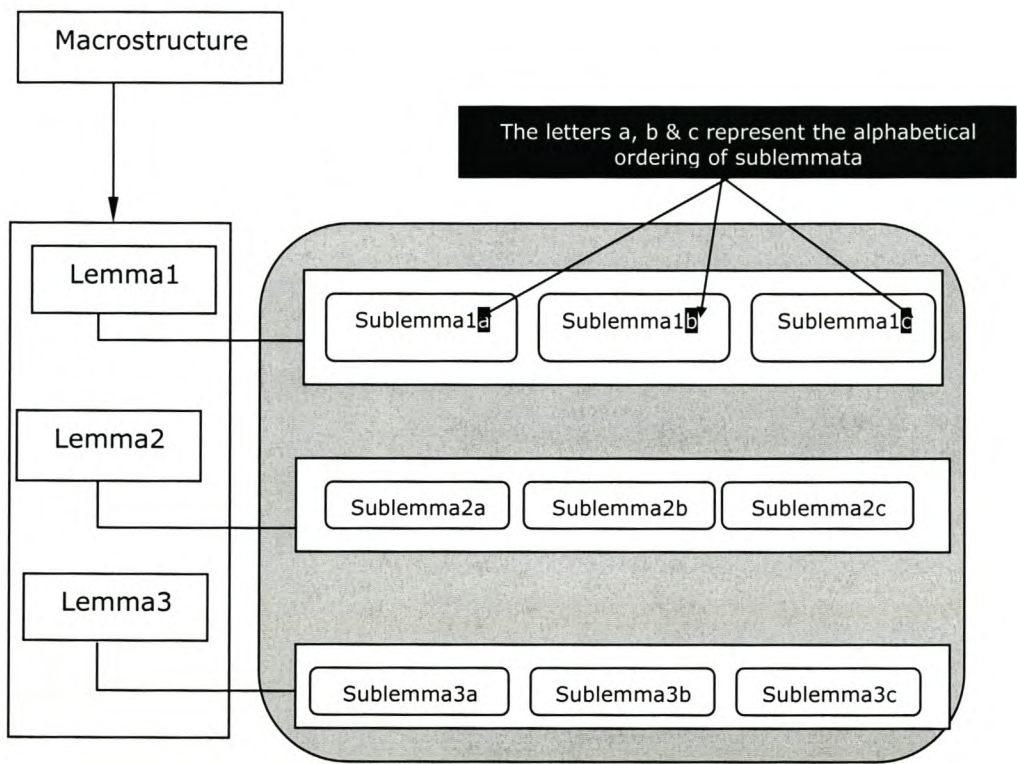 Macrostructure
The letters a, b & c represent the alphabetical
ordering of sublemmata
Lemma1
Sublemma1a
Sublemma1b
Sublemma1c
Lemma2
Sublemma2a
Sublemma2b
Sublemma2c
Lemma3
Sublemma3a
Sublemma3b
Sublemma3c